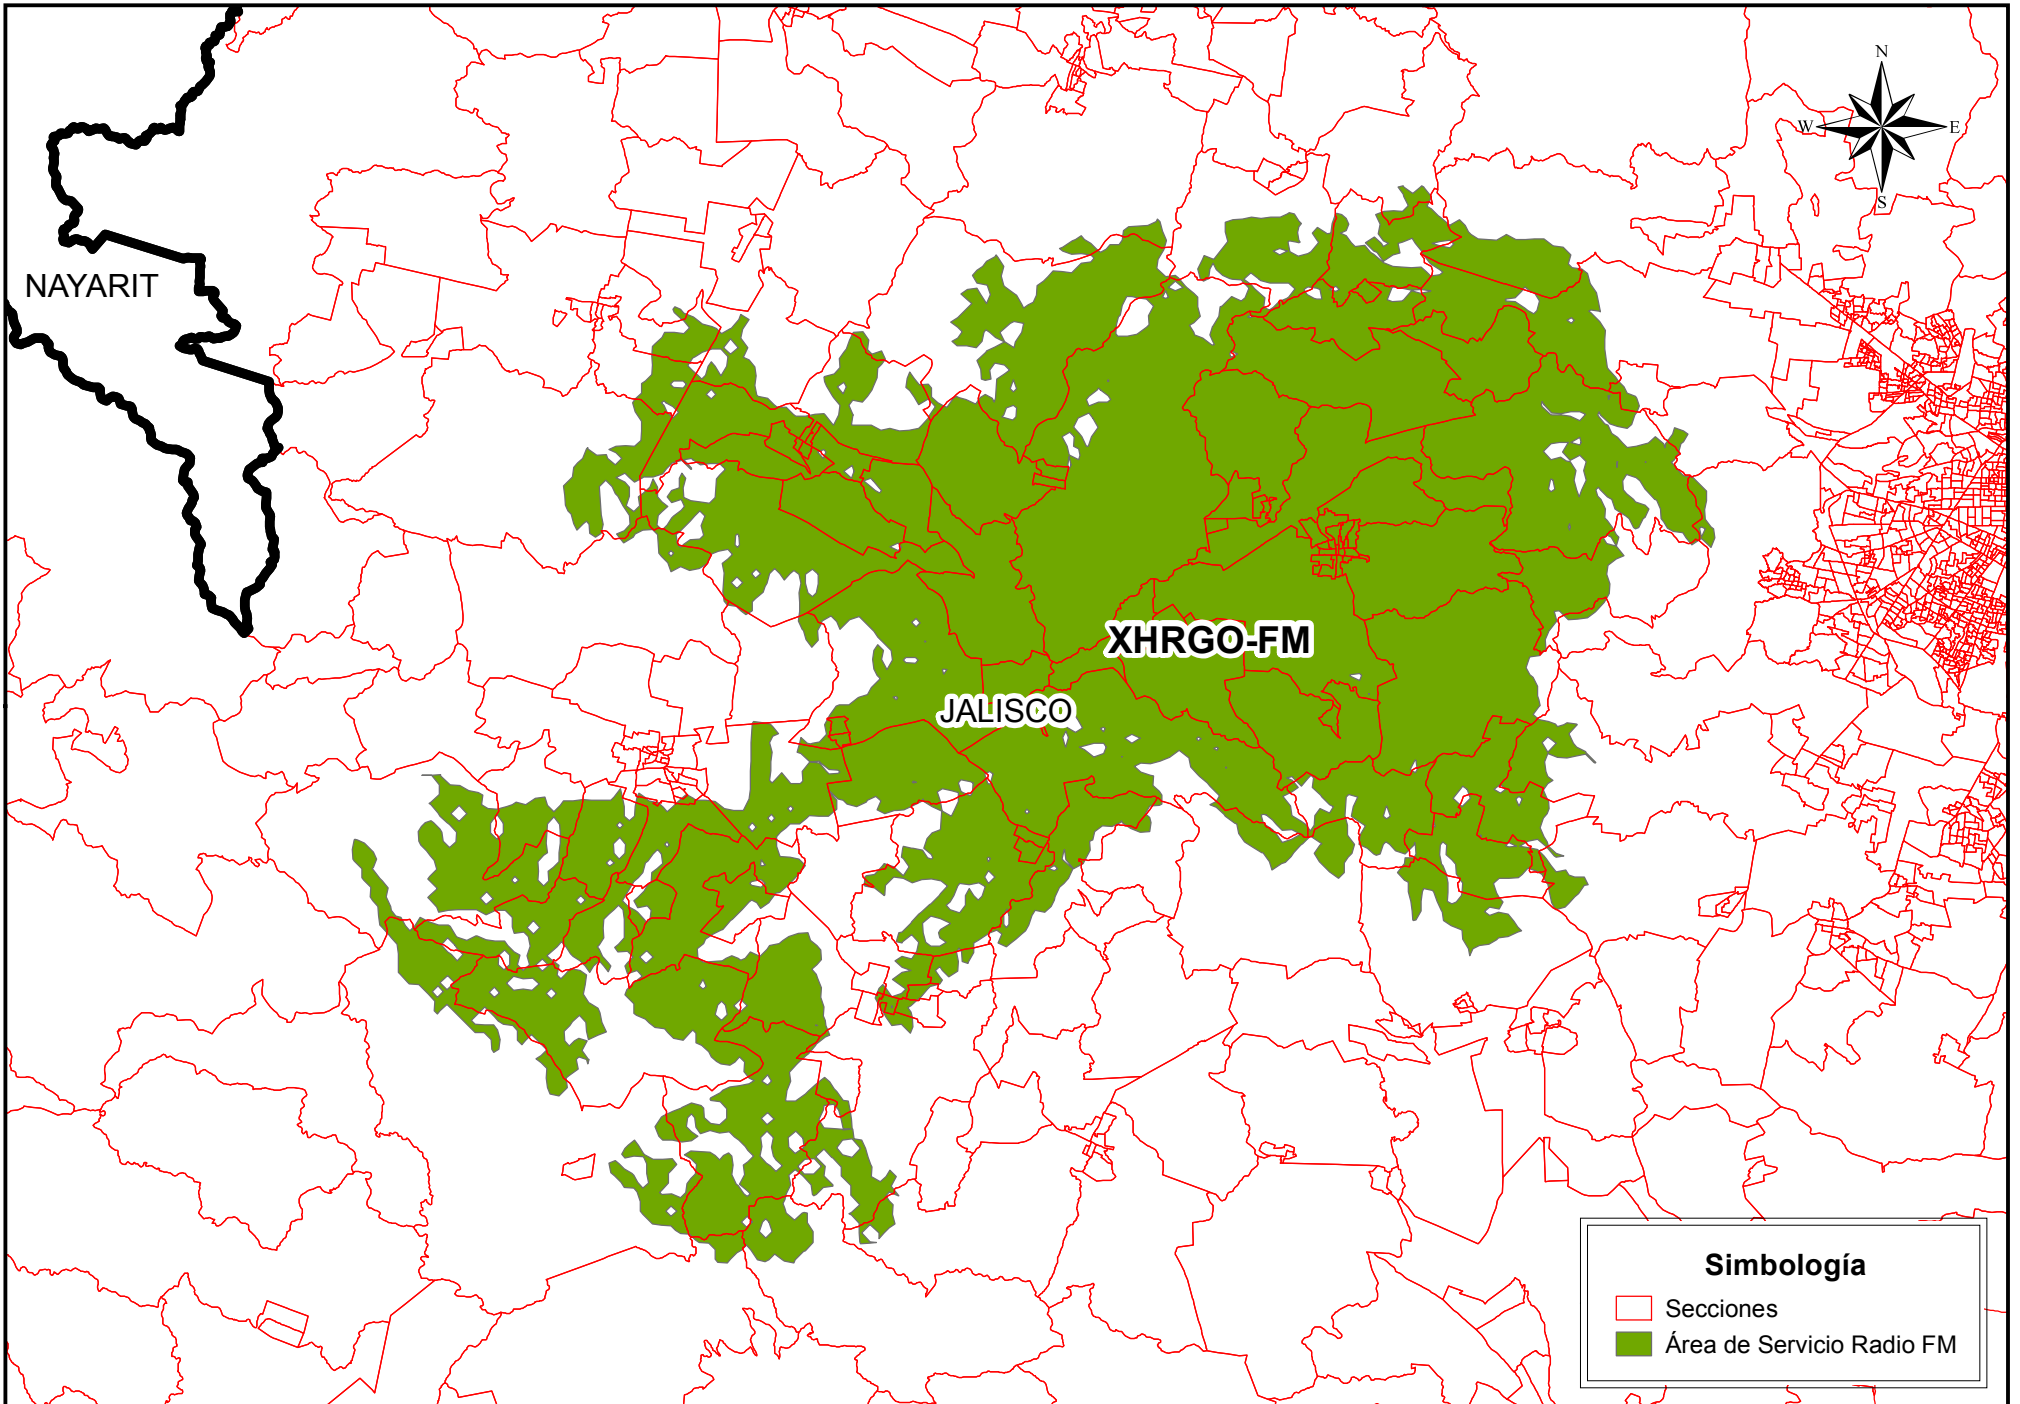 N
W E
S
NAYARIT
XHRGO-FM
JALISCO
Simbología
Secciones
Área de Servicio Radio FM